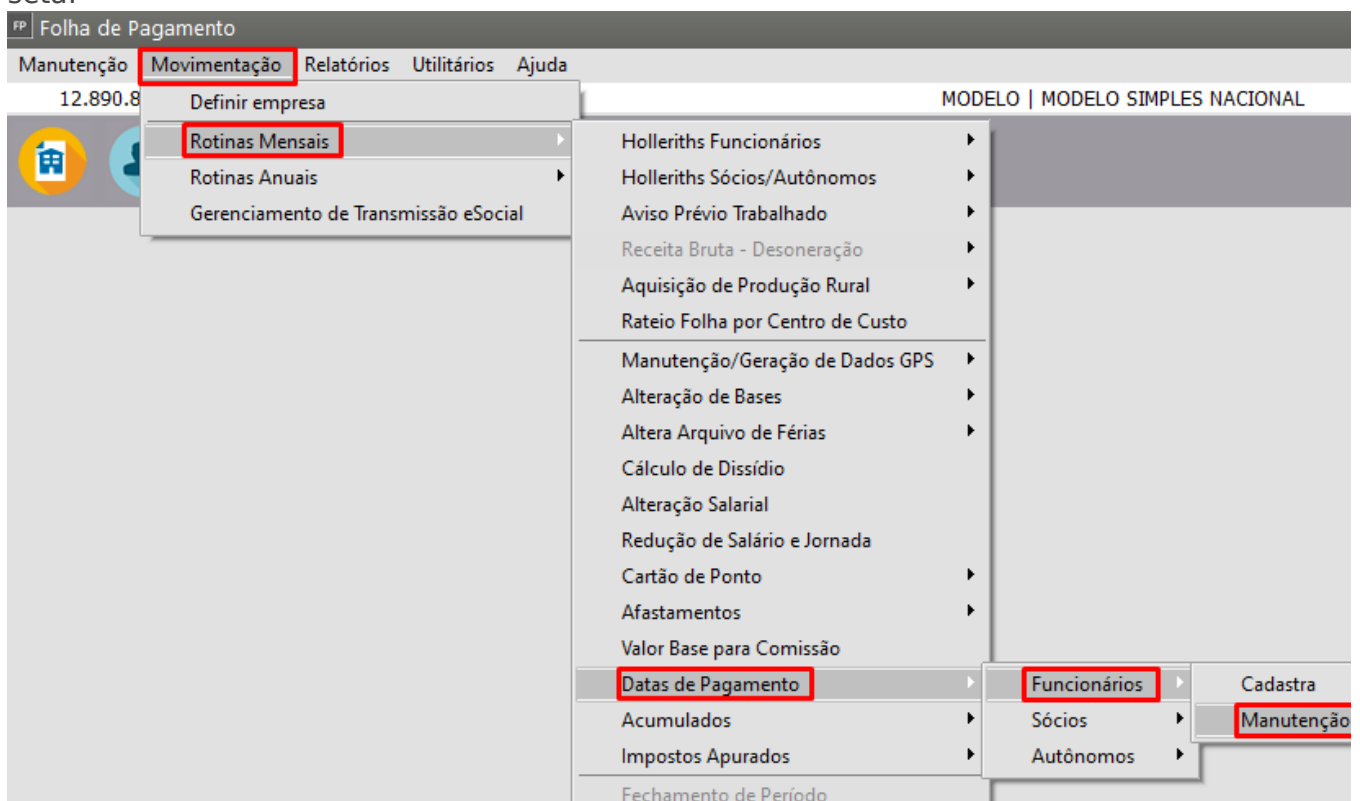 FP Folha de Pagamento
Manutenção Movimentação Relatórios Utilitários Ajuda
12.890.8 MODELO | MODELO SIMPLES NACIONAL
Definir empresa
Rotinas Mensais
Rotinas Anuais
Gerenciamento de Transmissão eSocial
Holleriths Funcionários
Holleriths Sócios/Autônomos
Aviso Prévio Trabalhado
Receita Bruta - Desoneração
Aquisição de Produção Rural
Rateio Folha por Centro de Custo
Manutenção/Geração de Dados GPS
Alteração de Bases
Altera Arquivo de Férias
Cálculo de Dissídio
Alteração Salarial
Redução de Salário e Jornada
Cartão de Ponto
Afastamentos
Valor Base para Comissão
Datas de Pagamento
Acumulados
Impostos Apurados
Fechamento de Período
Funcionários
Sócios
Autônomos
Cadastra
Manutenção